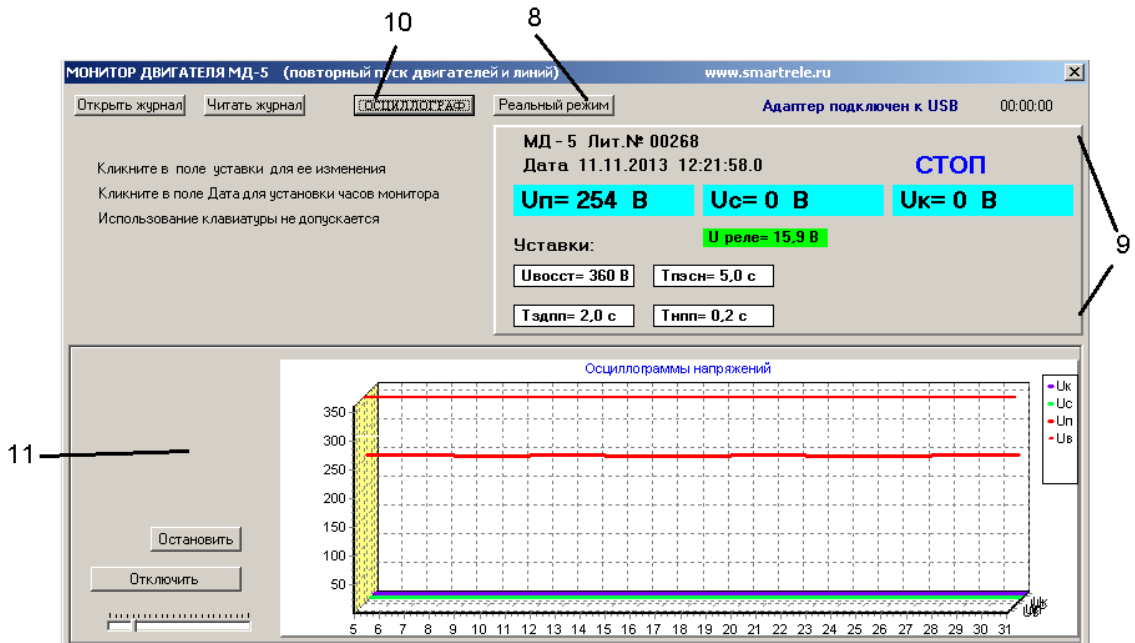 10
8
МОНИТОР ДВИГАТЕЛЯ МД-5 (повторный пуск двигателей и линий) www.smartrele.ru
Открыть журнал Читать журнал ОСЦИЛЛОГРАФ Реальный режим Адаптер подключен к USB 00:00:00
МД - 5 Лит.№ 00268
Дата 11.11.2013 12:21:58.0 СТОП
Кликните в поле уставки для ее изменения
Кликните в поле Дата для установки часов монитора
Использование клавиатуры не допускается
Uп= 254 В Uс= 0 В Uк= 0 В
U реле= 15,9 В
Уставки:
9
Uвосст= 360 В Тпзсн= 5,0 с
Тздпп= 2,0 с Тнпп= 0,2 с
Осциллограммы напряжений
Uк
Uс
Uп
Uв
350
300
250
200
150
100
50
11
Остановить
Отключить
5 6 7 8 9 10 11 12 13 14 15 16 17 18 19 20 21 22 23 24 25 26 27 28 29 30 31